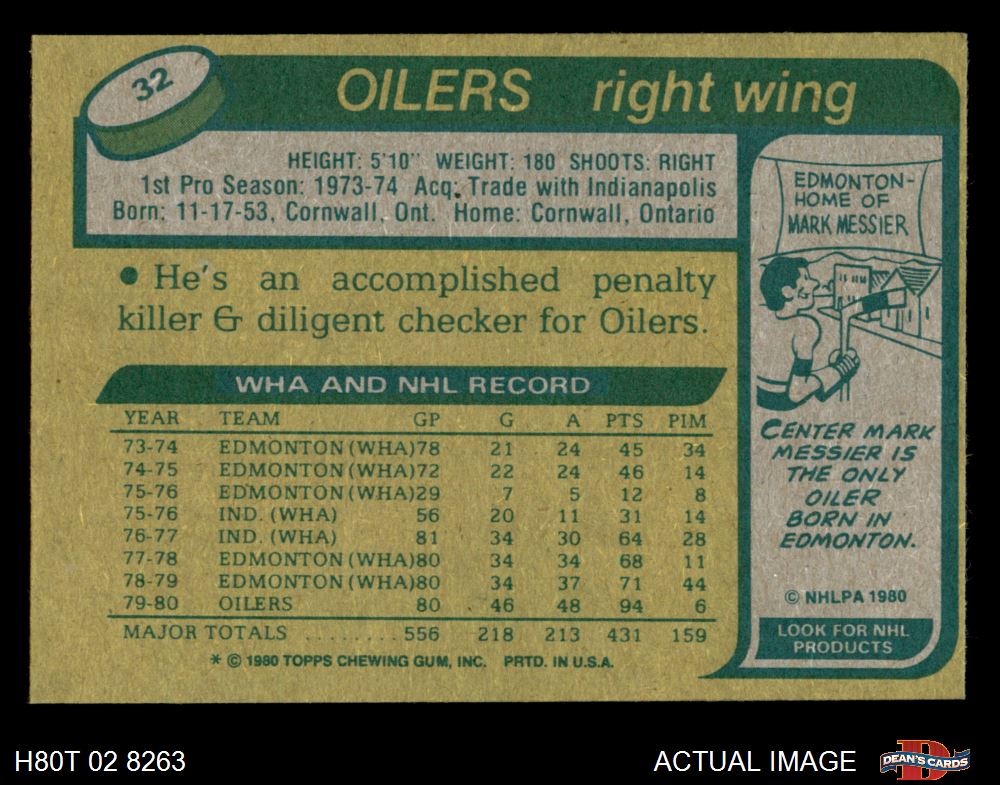 32
OILERS right wing
HEIGHT: 5'10" WEIGHT: 180 SHOOTS: RIGHT
1st Pro Season: 1973-74 Acq. Trade with Indianapolis
Born: 11-17-53, Cornwall, Ont. Home: Cornwall, Ontario
• He's an accomplished penalty
killer & diligent checker for Oilers.
WHA AND NHL RECORD
YEAR TEAM GP G A PTS PIM
73-74 EDMONTON (WHA) 78 21 24 45 34
74-75 EDMONTON (WHA) 72 22 24 46 14
75-76 EDMONTON (WHA) 29 7 5 12 8
75-76 IND. (WHA) 56 20 11 31 14
76-77 IND. (WHA) 81 34 30 64 28
77-78 EDMONTON (WHA) 80 34 34 68 11
78-79 EDMONTON (WHA) 80 34 37 71 44
79-80 OILERS 80 46 48 94 6
MAJOR TOTALS ........ 556 218 213 431 159
* © 1980 TOPPS CHEWING GUM, INC. PRTD. IN U.S.A.
EDMONTON-
HOME OF
MARK MESSIER
CENTER MARK
MESSIER IS
THE ONLY
OILER
BORN IN
EDMONTON.
© NHLPA 1980
LOOK FOR NHL
PRODUCTS
H80T 02 8263
ACTUAL IMAGE
D
DEAN'S CARDS